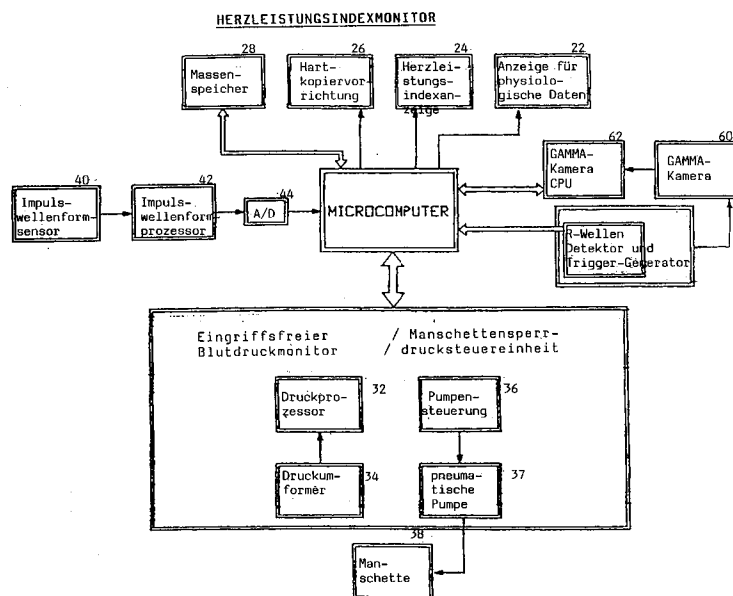 HERZLEISTUNGSINDEXMONITOR
28
Massen-
speicher
26
Hart-
kopiervor-
richtung
24
Herzlei-
stungs-
indexan-
zeige
22
Anzeige für
physiolo-
gische Daten
40
Impuls-
wellenform-
sensor
42
Impuls-
wellenform
prozessor
44
A/D
MICROCOMPUTER
62
GAMMA-
Kamera
CPU
60
GAMMA-
Kamera
R-Wellen
Detektor und
Trigger-Generator
Eingriffsfreier / Manschettensperr-
Blutdruckmonitor / drucksteuereinheit
32
Druckpro-
zessor
36
Pumpen-
steuerung
34
Druckum-
former
37
pneuma-
tische
Pumpe
38
Man-
schette